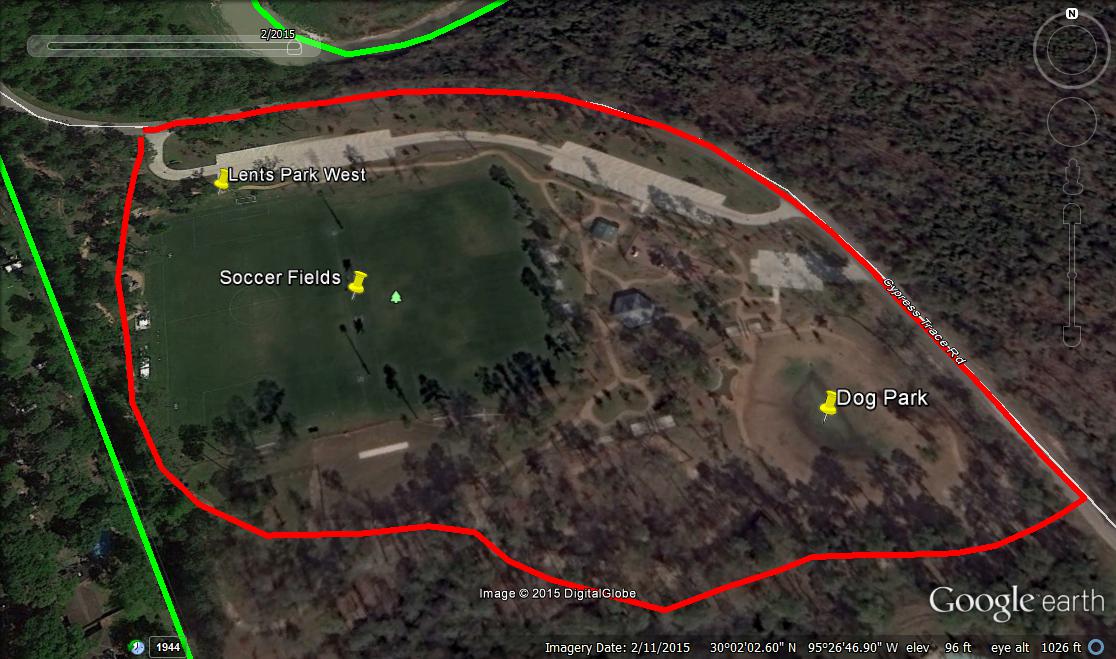 N
2/2015
Lents Park West
Soccer Fields
Cypress Trace Rd
Dog Park
Image © 2015 DigitalGlobe
Google earth
1944
Imagery Date: 2/11/2015 30°02'02.60" N 95°26'46.90" W elev 96 ft eye alt 1026 ft